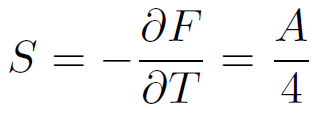 S = −∂F/∂T = A/4